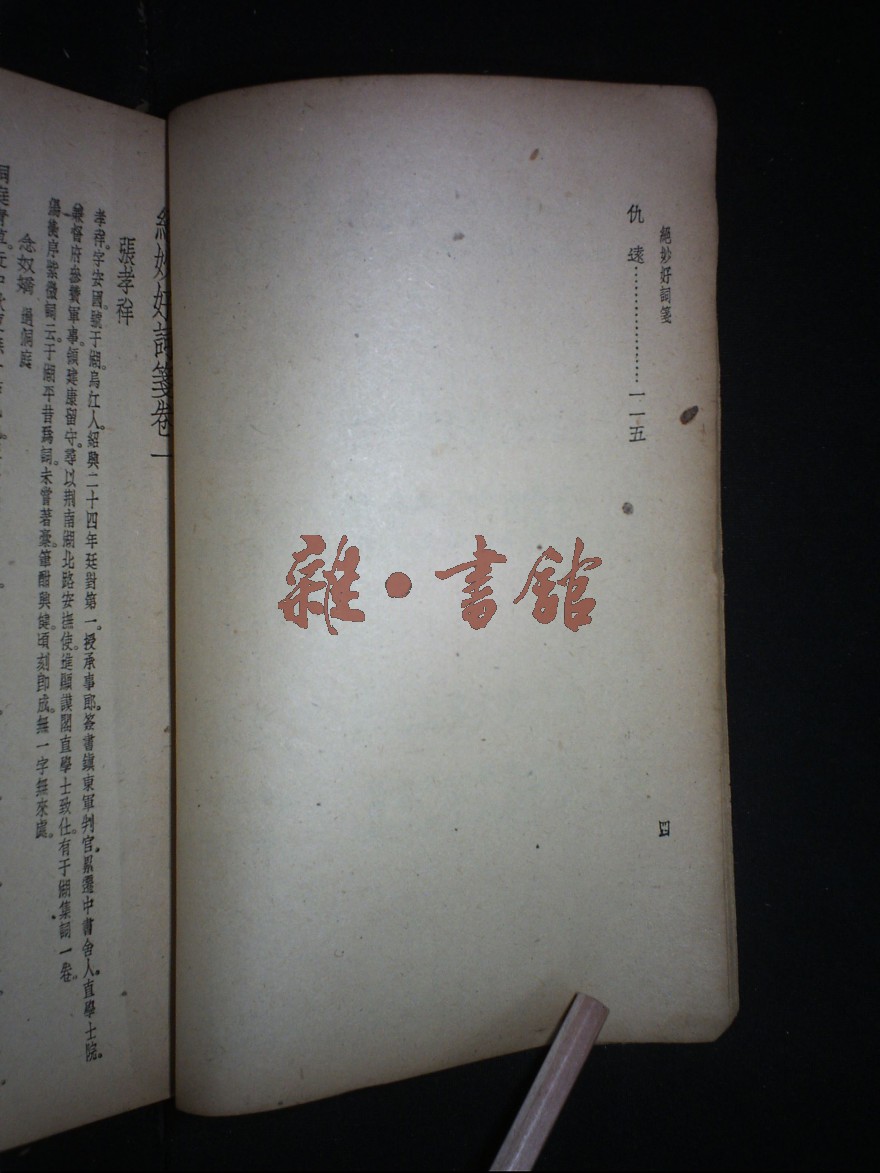 絕妙好詞箋
仇遠⋯⋯⋯⋯⋯⋯⋯一一五
四
雜·書館
絕妙好詞箋卷一
張孝祥
孝祥。字安國。號于湖。烏江人。紹興二十四年廷對第一。授承事郎。簽書鎭東軍判官。累遷中書舍人。直學士院。
兼督府參贊軍事。領建康留守。尋以荊南湖北路安撫使。進顯謨閣直學士致仕。有于湖集詞一卷。
湯衡序紫微詞云。于湖平昔爲詞。未嘗著藁。筆酣興健。頃刻卽成。無一字無來處。
念奴嬌 過洞庭